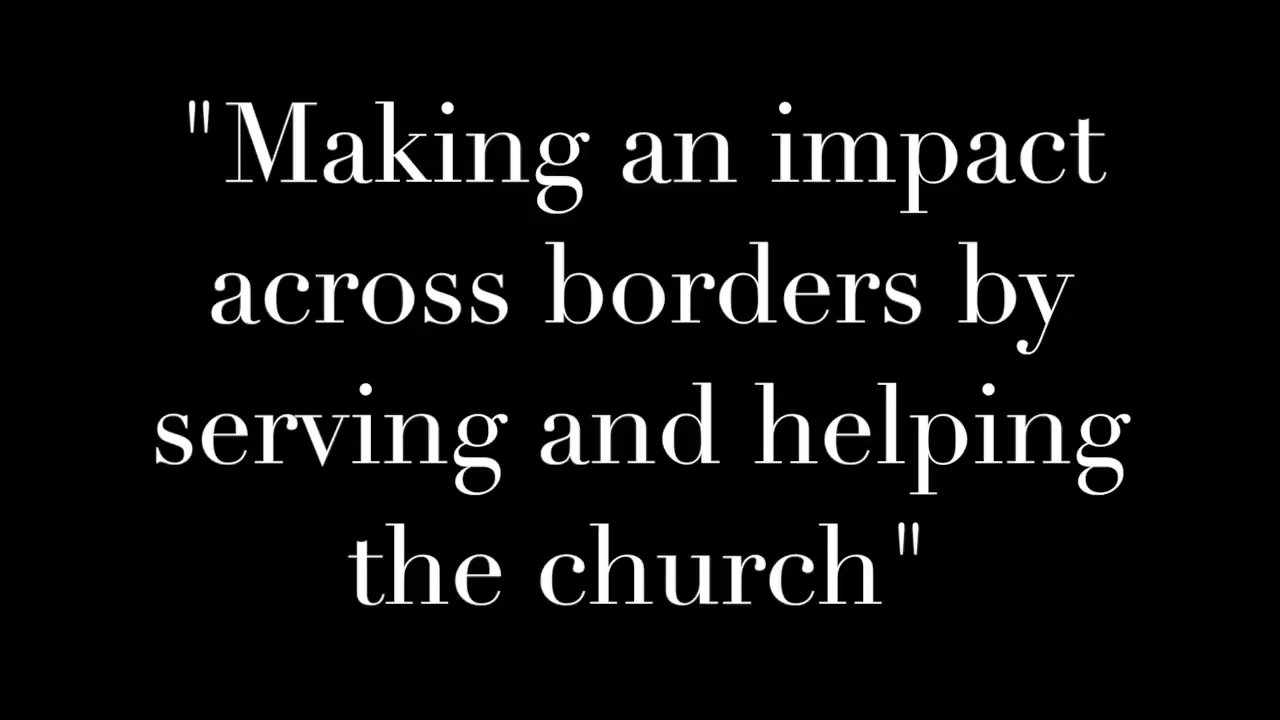 "Making an impact
across borders by
serving and helping
the church"